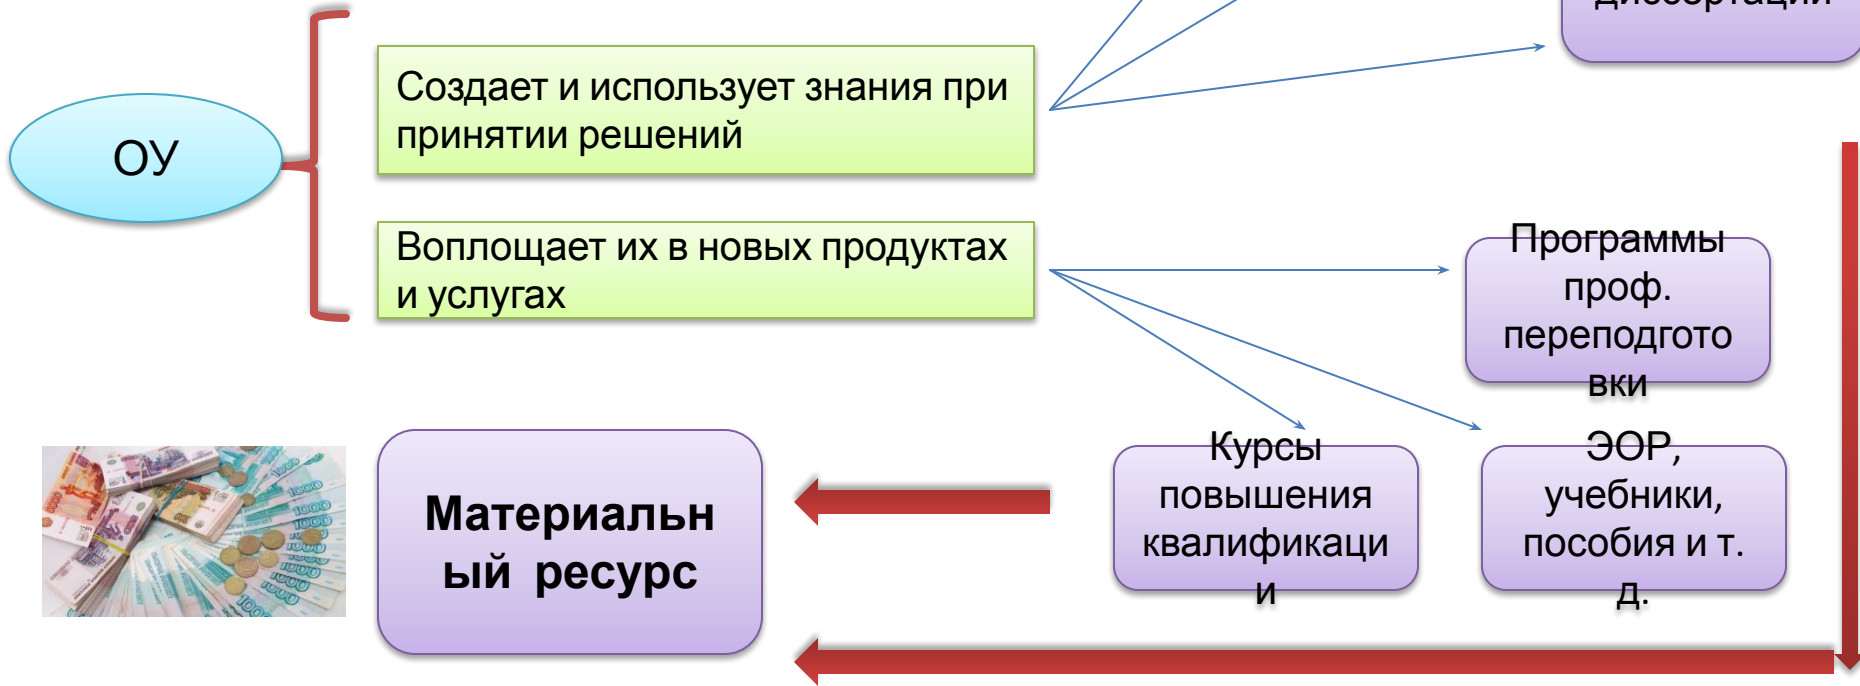 диссертации
Создает и использует знания при
принятии решений
ОУ
Воплощает их в новых продуктах
и услугах
Программы
проф.
переподгото
вки
Материальн
ый ресурс
Курсы
повышения
квалификаци
и
ЭОР,
учебники,
пособия и т.
д.